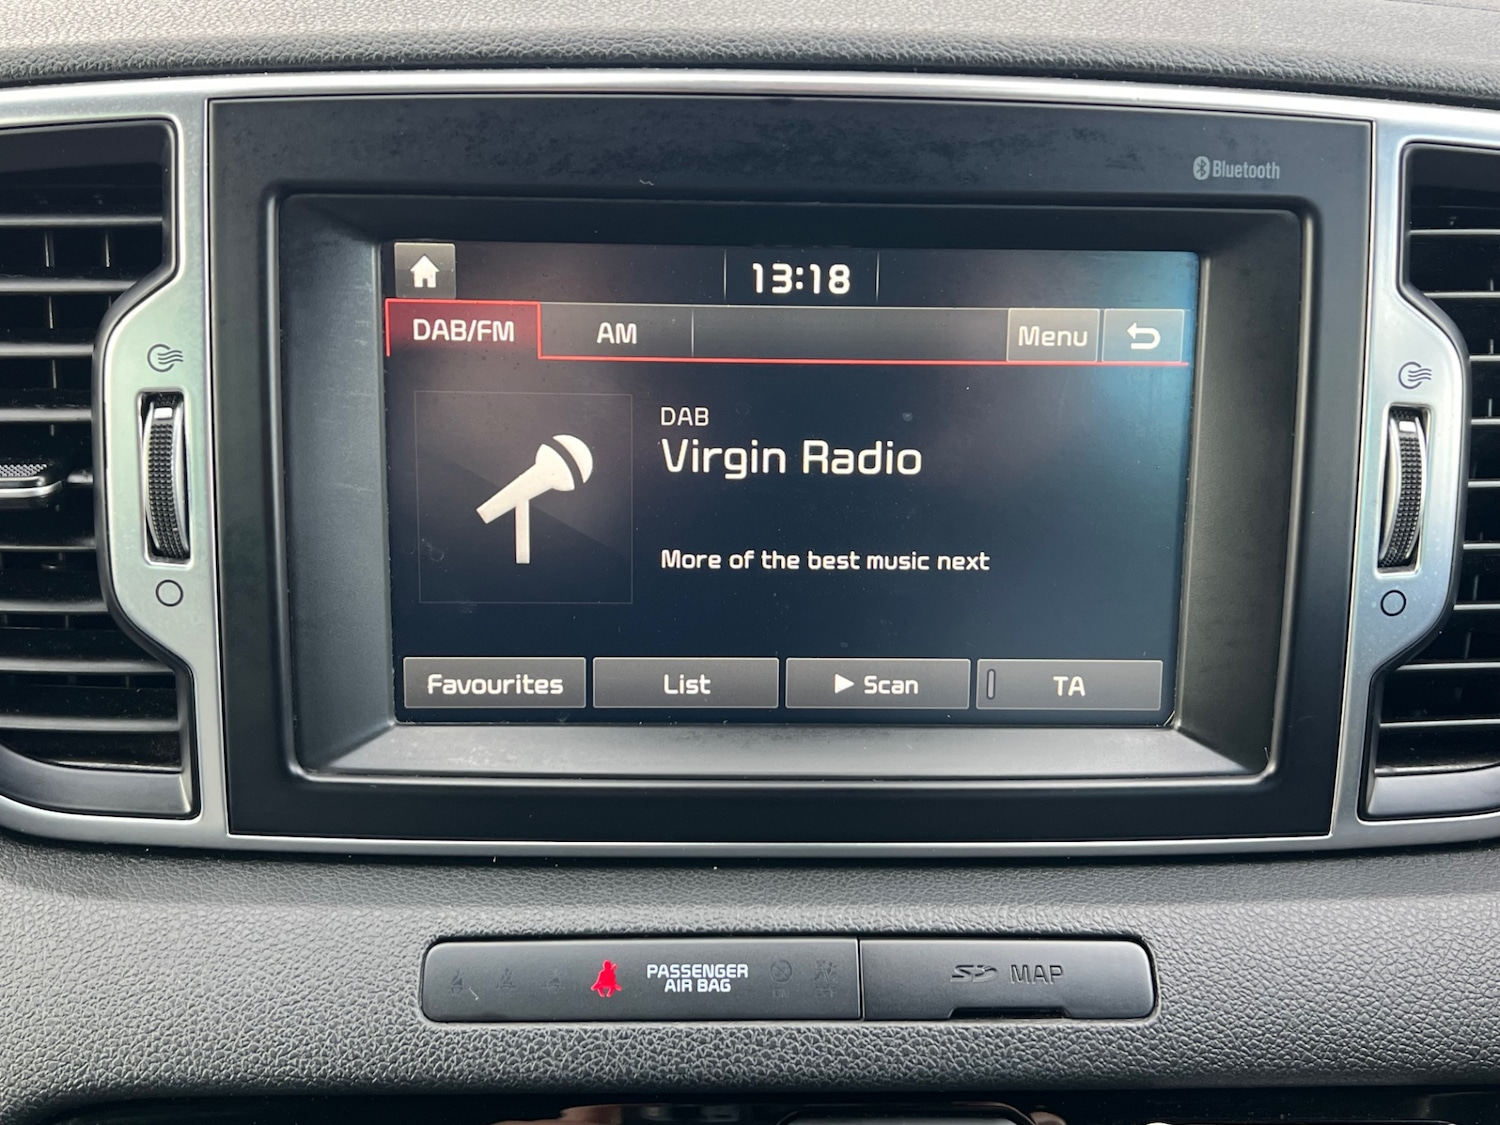 Bluetooth
13:18
DAB/FM AM Menu
DAB
Virgin Radio
More of the best music next
Favourites List Scan TA
PASSENGER
AIR BAG
SD MAP